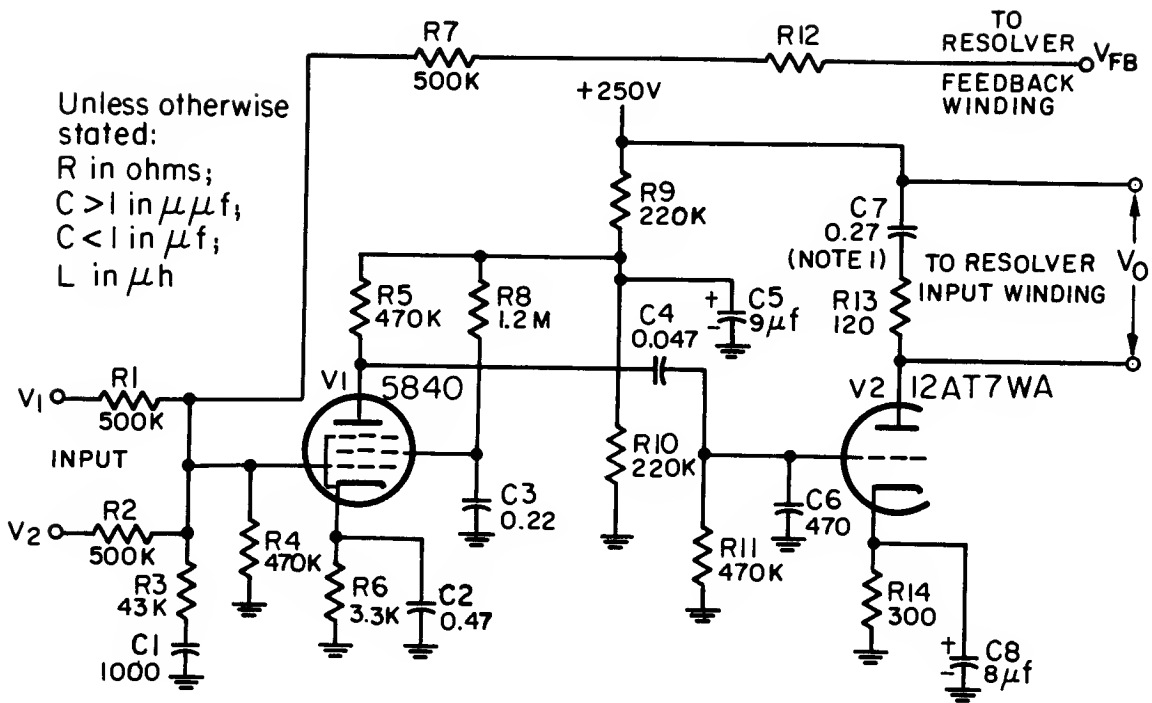 R7
500K
R12
TO
RESOLVER
FEEDBACK
WINDING
VFB
Unless otherwise
stated:
R in ohms;
C >1 in μμf;
C <1 in μf;
L in μh
+250V
R9
220K
C7
0.27
(NOTE 1)
TO RESOLVER
INPUT WINDING
VO
R5
470K
R8
1.2M
C4
0.047
+
-
C5
9μf
R13
120
V1
R1
500K
V1
5840
V2
12AT7WA
INPUT
R10
220K
V2
R2
500K
R4
470K
C3
0.22
C6
470
R3
43K
R6
3.3K
C2
0.47
R11
470K
R14
300
C1
1000
+
-
C8
8μf